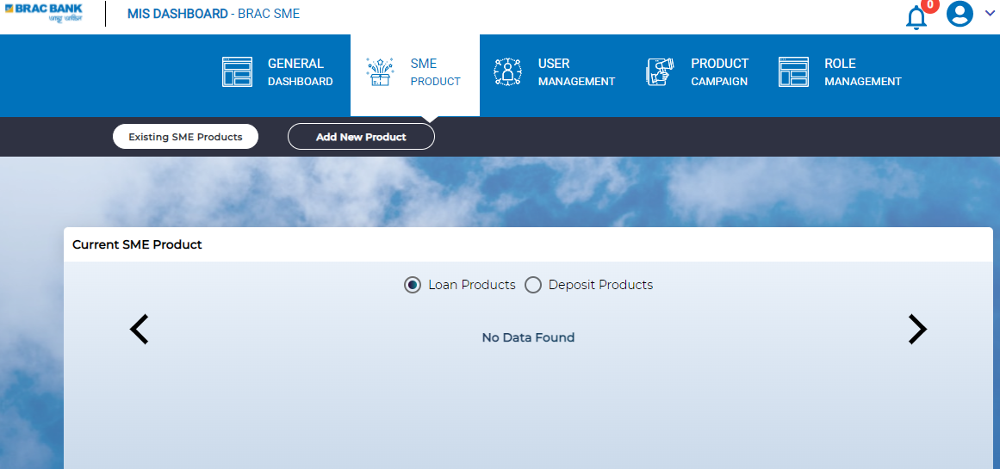 BRAC BANK
MIS DASHBOARD - BRAC SME
0
GENERAL
DASHBOARD
SME
PRODUCT
USER
MANAGEMENT
PRODUCT
CAMPAIGN
ROLE
MANAGEMENT
Existing SME Products
Add New Product
Current SME Product
Loan Products
Deposit Products
No Data Found